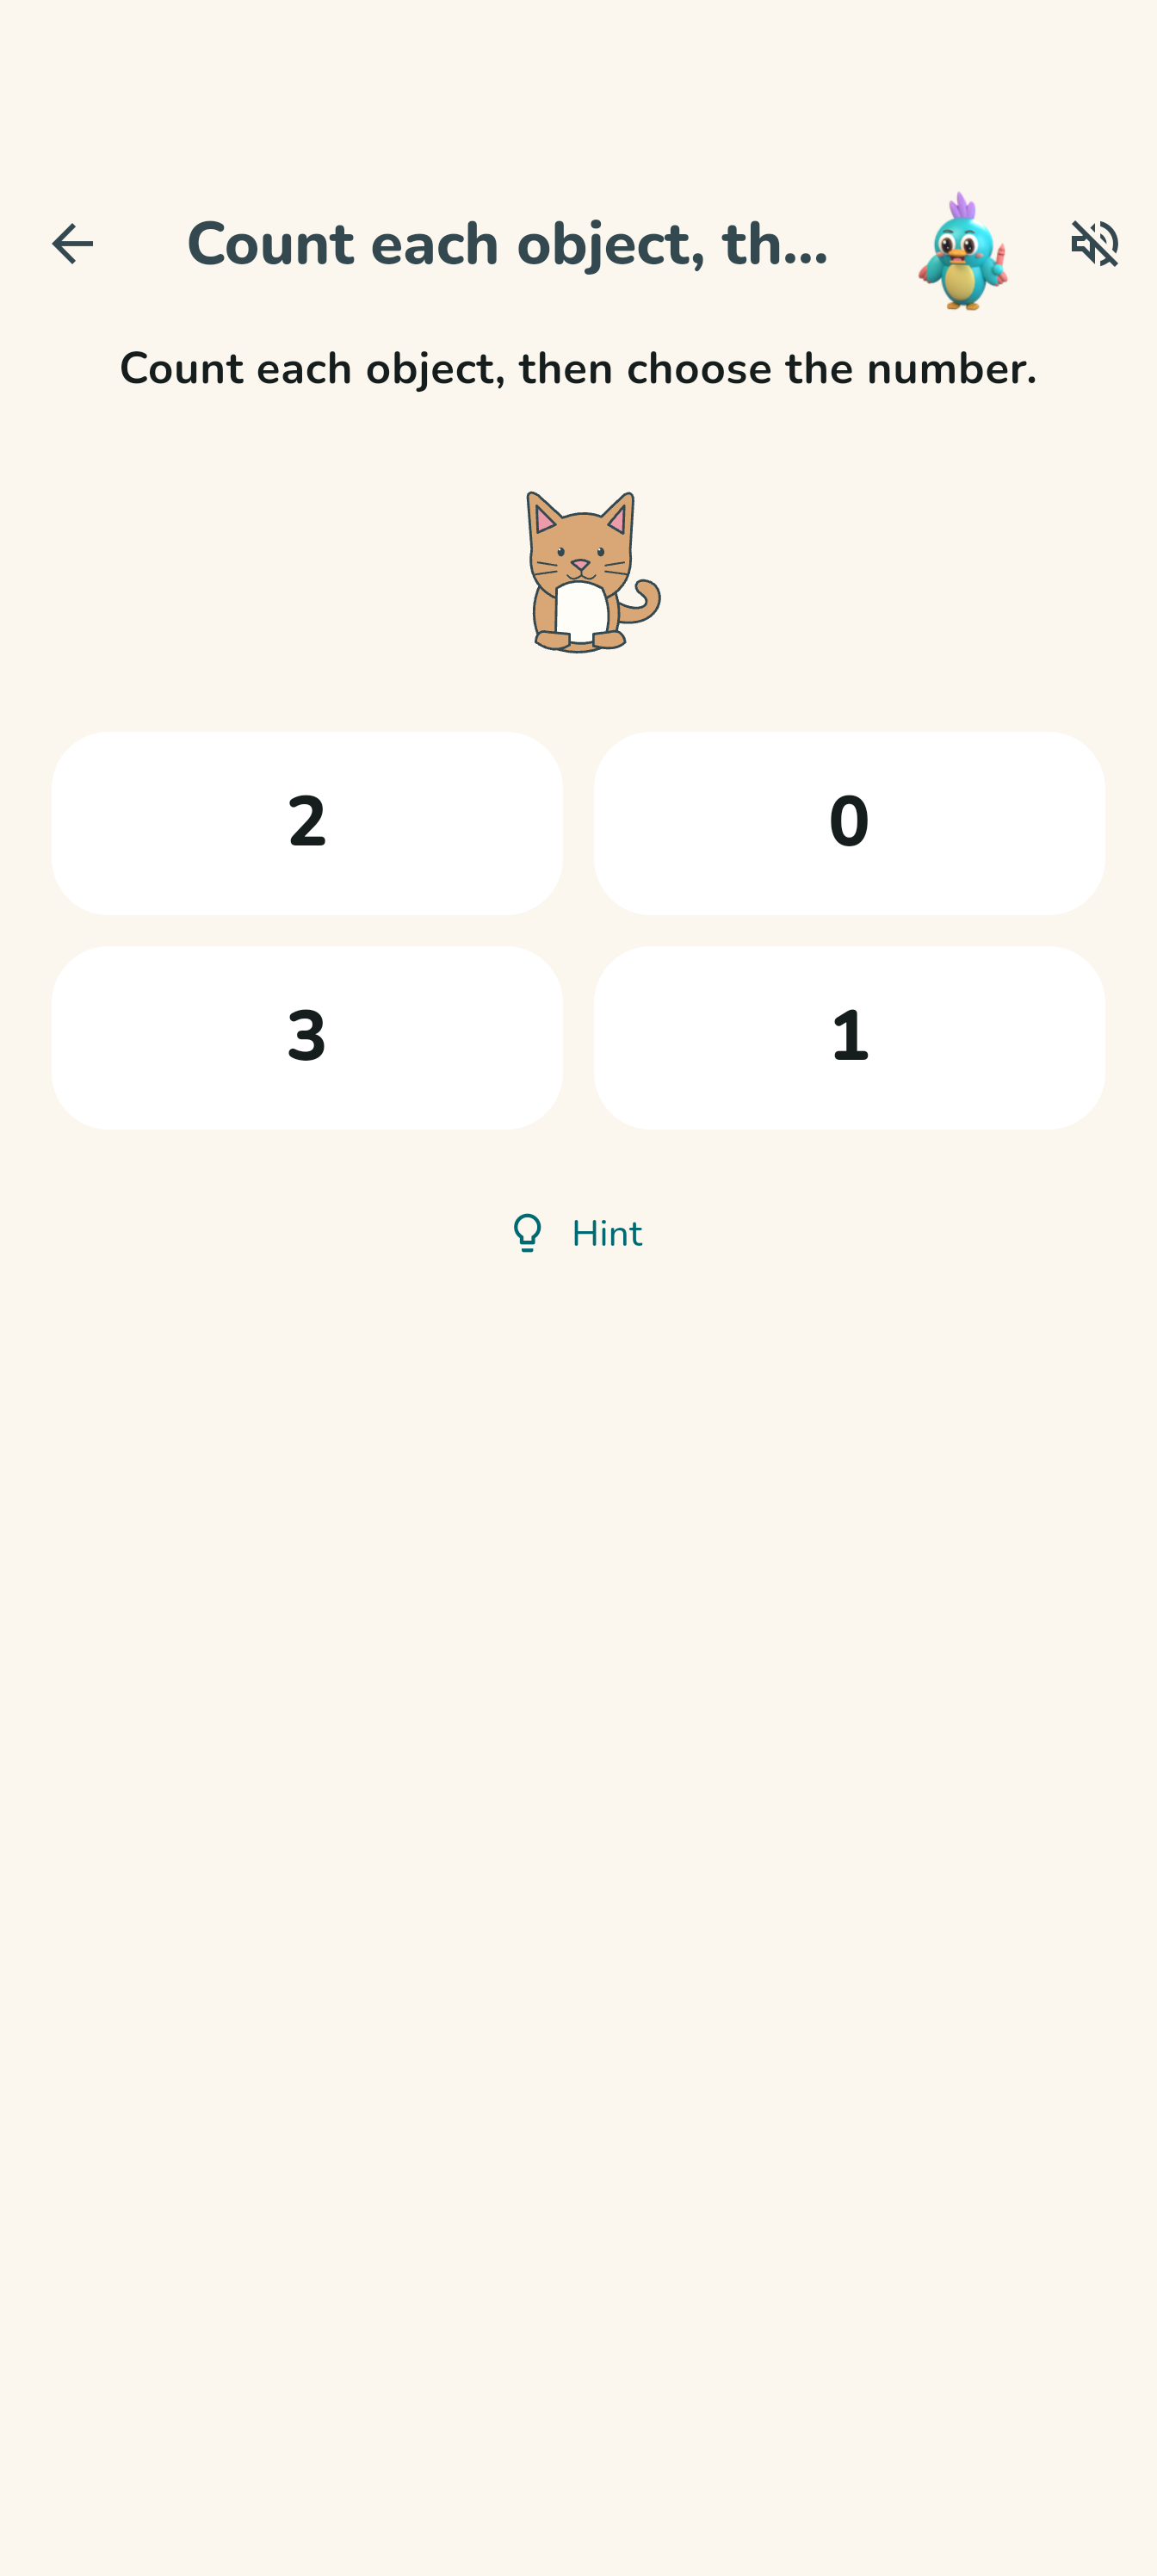 Count each object, th...
Count each object, then choose the number.
2
0
3
1
Hint